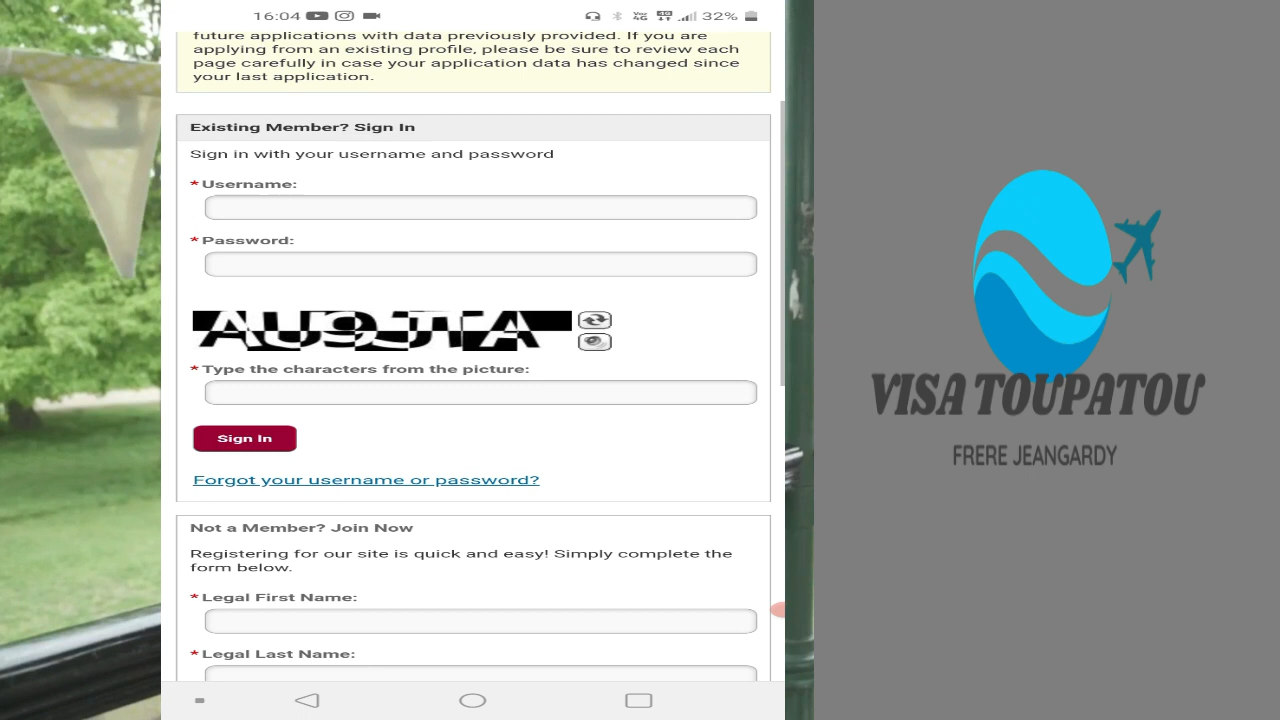 16:04
Vo) 4G
4G
32%
future applications with data previously provided. If you are
applying from an existing profile, please be sure to review each
page carefully in case your application data has changed since
your last application.
Existing Member? Sign In
Sign in with your username and password
* Username:
* Password:
* Type the characters from the picture:
Sign In
Forgot your username or password?
Not a Member? Join Now
Registering for our site is quick and easy! Simply complete the
form below.
* Legal First Name:
* Legal Last Name:
VISA TOUPATOU
FRERE JEANGARDY